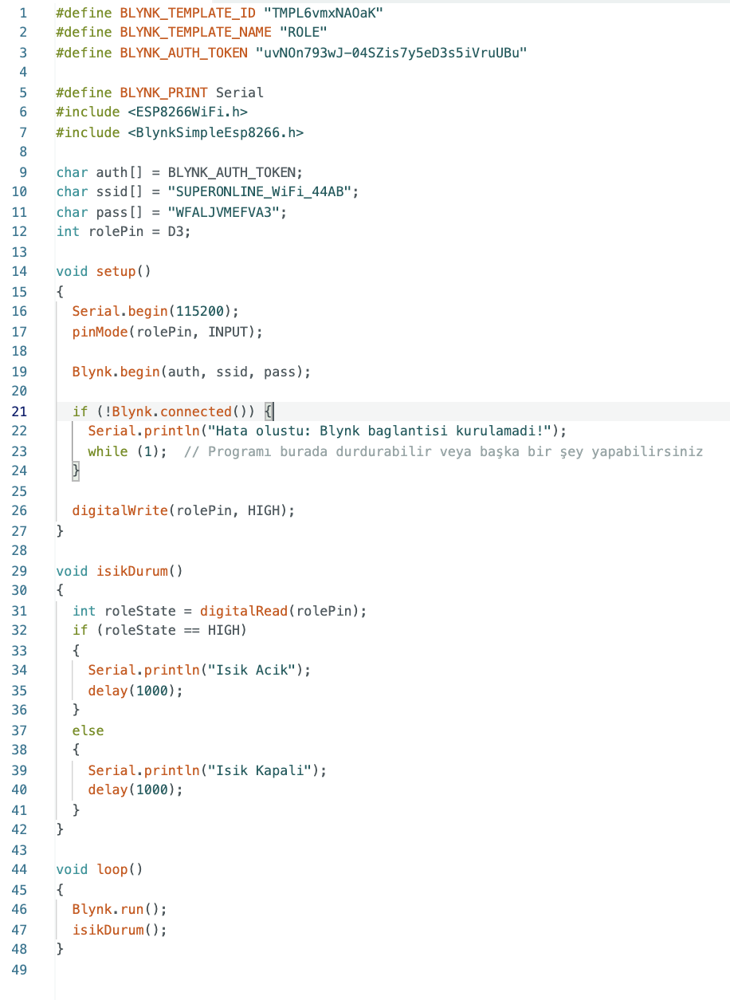 1 #define BLYNK_TEMPLATE_ID "TMPL6vmxNAOaK"
2 #define BLYNK_TEMPLATE_NAME "ROLE"
3 #define BLYNK_AUTH_TOKEN "uvNOn793wJ-04SZis7y5eD3s5iVruUBu"
4
5 #define BLYNK_PRINT Serial
6 #include <ESP8266WiFi.h>
7 #include <BlynkSimpleEsp8266.h>
8
9 char auth[] = BLYNK_AUTH_TOKEN;
10 char ssid[] = "SUPERONLINE_WiFi_44AB";
11 char pass[] = "WFALJVMEFVA3";
12 int rolePin = D3;
13
14 void setup()
15 {
16   Serial.begin(115200);
17   pinMode(rolePin, INPUT);
18
19   Blynk.begin(auth, ssid, pass);
20
21   if (!Blynk.connected()) {
22     Serial.println("Hata olustu: Blynk baglantisi kurulamadi!");
23     while (1);  // Programı burada durdurabilir veya başka bir şey yapabilirsiniz
24   }
25
26   digitalWrite(rolePin, HIGH);
27 }
28
29 void isikDurum()
30 {
31   int roleState = digitalRead(rolePin);
32   if (roleState == HIGH)
33   {
34     Serial.println("Isik Acik");
35     delay(1000);
36   }
37   else
38   {
39     Serial.println("Isik Kapali");
40     delay(1000);
41   }
42 }
43
44 void loop()
45 {
46   Blynk.run();
47   isikDurum();
48 }
49